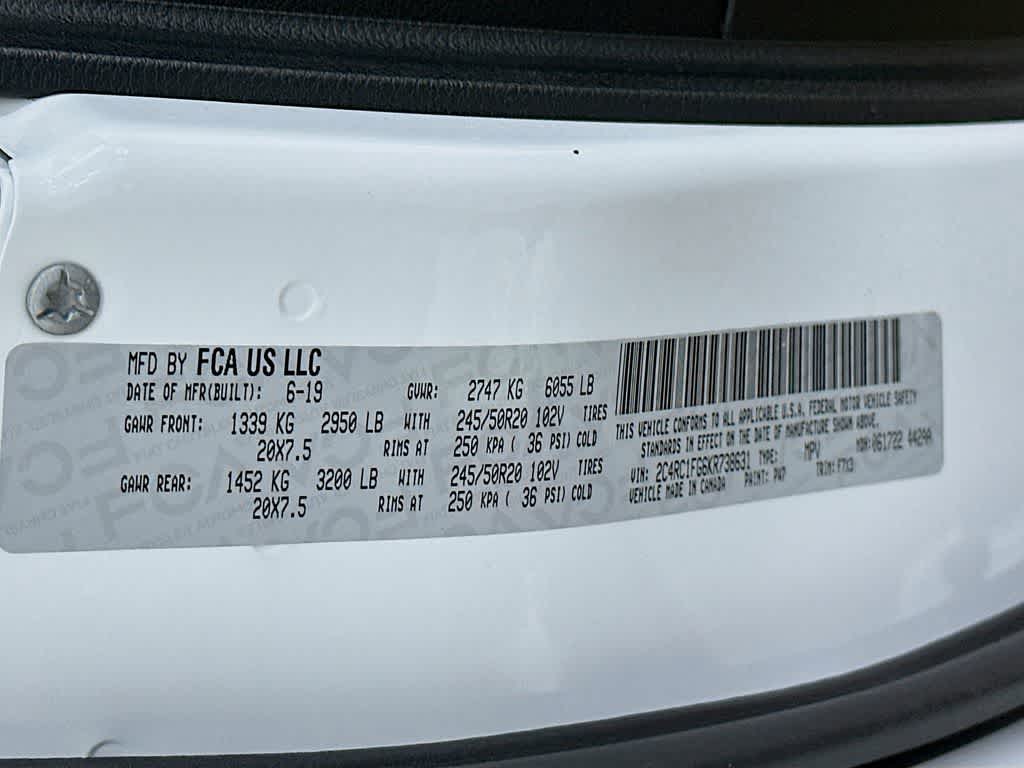 MFD BY FCA US LLC
DATE OF MFR(BUILT): 6-19 GVWR: 2747 KG 6055 LB
GAWR FRONT: 1339 KG 2950 LB WITH 245/50R20 102V TIRES
20X7.5 RIMS AT 250 KPA ( 36 PSI) COLD
GAWR REAR: 1452 KG 3200 LB WITH 245/50R20 102V TIRES
20X7.5 RIMS AT 250 KPA ( 36 PSI) COLD
THIS VEHICLE CONFORMS TO ALL APPLICABLE U.S.A. FEDERAL MOTOR VEHICLE SAFETY
STANDARDS IN EFFECT ON THE DATE OF MANUFACTURE SHOWN ABOVE.
VIN: 2C4RC1FG6KR738631 TYPE: MPV MDH: 061722 442AA
VEHICLE MADE IN CANADA PAINT: PW7 TRIM: